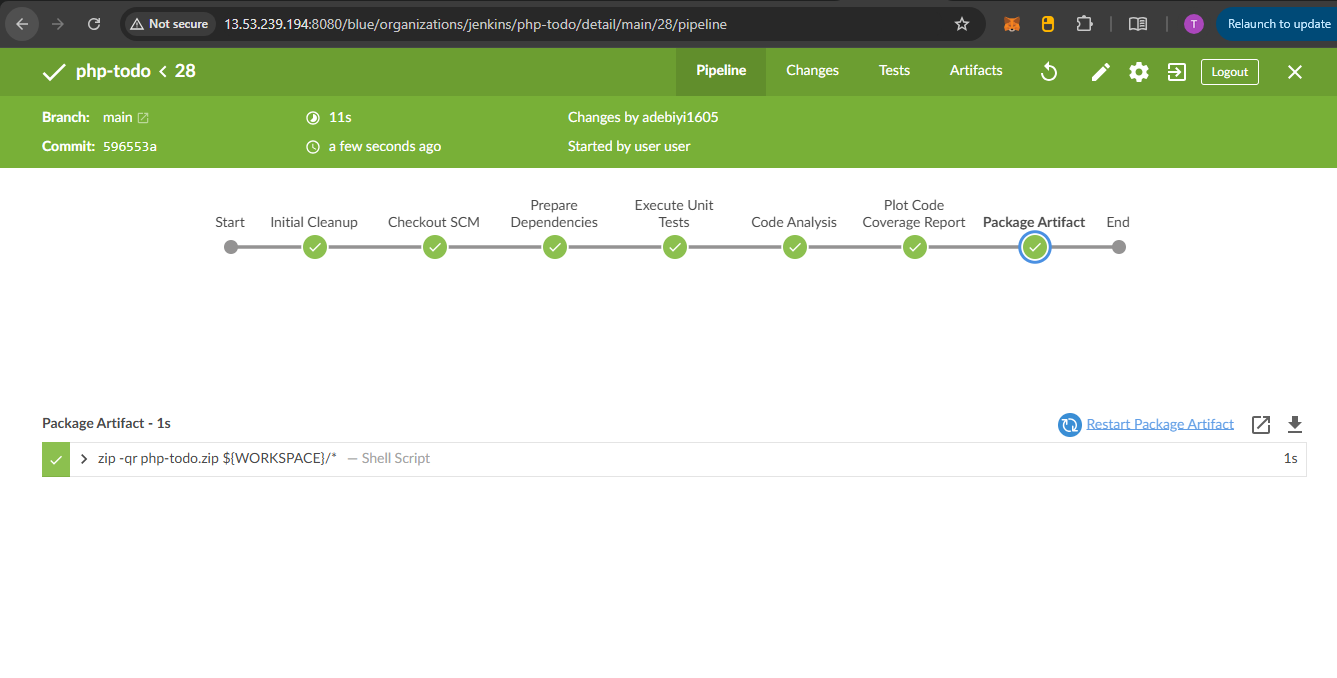 Not secure 13.53.239.194:8080/blue/organizations/jenkins/php-todo/detail/main/28/pipeline T Relaunch to update
php-todo < 28 Pipeline Changes Tests Artifacts Logout
Branch: main 11s Changes by adebiyi1605
Commit: 596553a a few seconds ago Started by user user
Start Initial Cleanup Checkout SCM Prepare Dependencies Execute Unit Tests Code Analysis Plot Code Coverage Report Package Artifact End
Package Artifact - 1s Restart Package Artifact
zip -qr php-todo.zip ${WORKSPACE}/* — Shell Script 1s